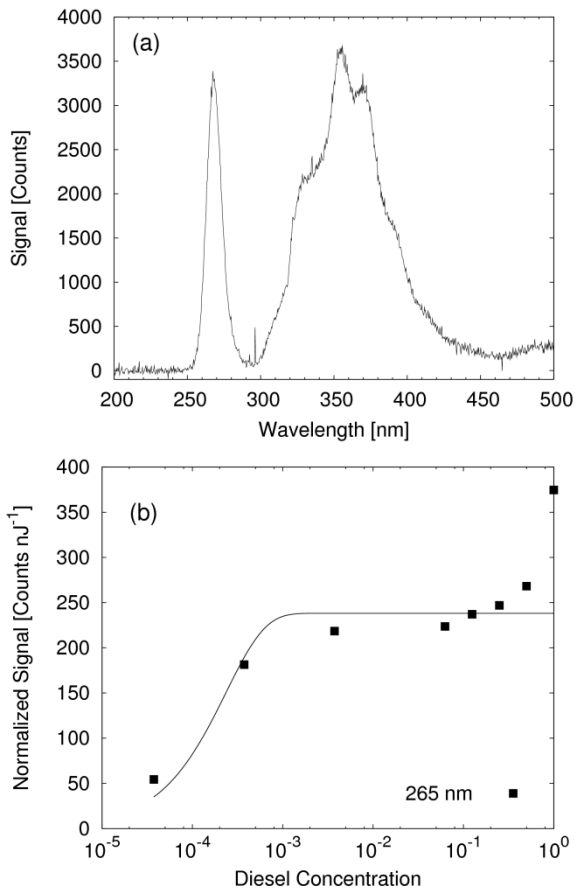 (a)
Signal [Counts]
4000
3500
3000
2500
2000
1500
1000
500
0
200 250 300 350 400 450 500
Wavelength [nm]
(b)
Normalized Signal [Counts nJ⁻¹]
400
350
300
250
200
150
100
50
0
265 nm
10⁻⁵ 10⁻⁴ 10⁻³ 10⁻² 10⁻¹ 10⁰
Diesel Concentration